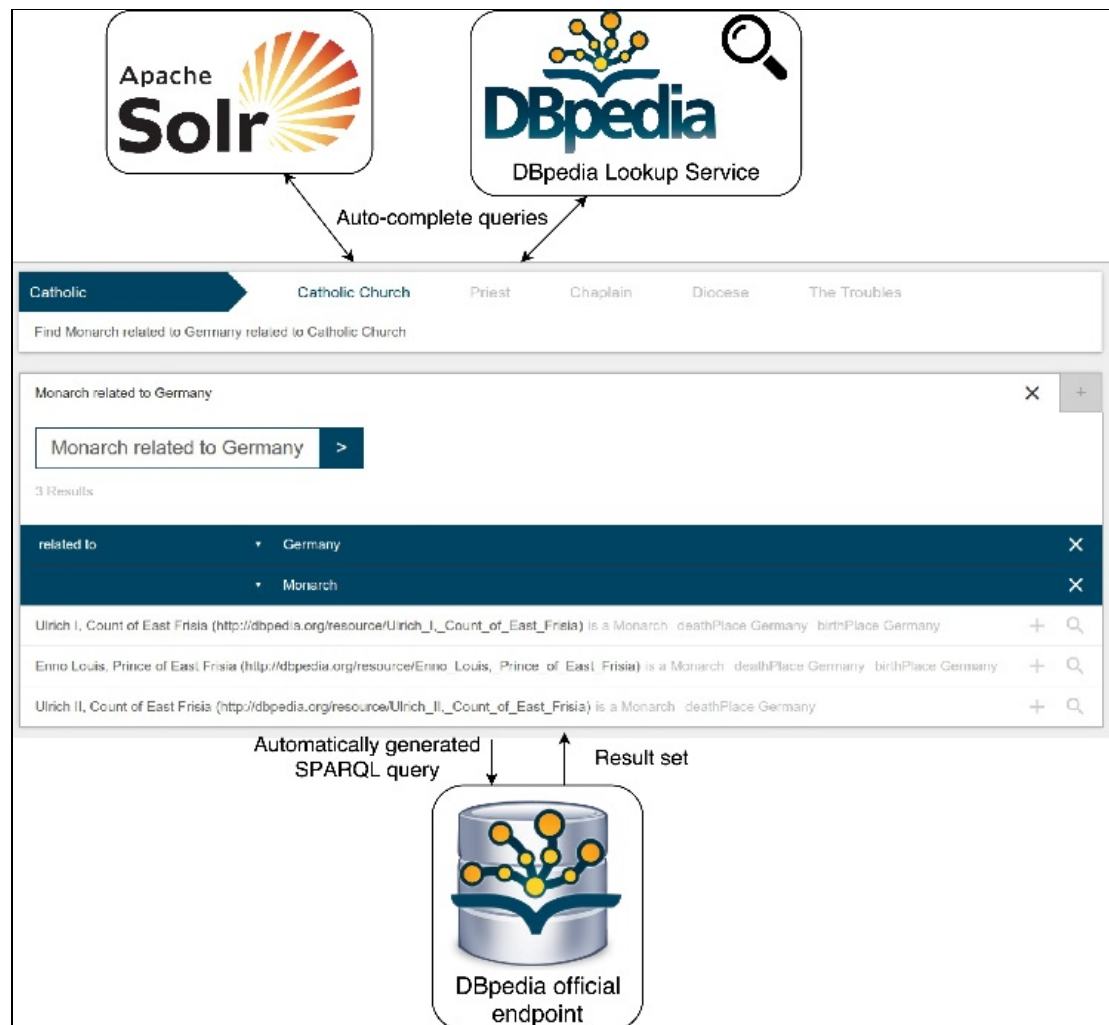 Apache
Solr
DBpedia
DBpedia Lookup Service
Auto-complete queries
Catholic Catholic Church Priest Chaplain Diocese The Troubles
Find Monarch related to Germany related to Catholic Church
Monarch related to Germany × +
Monarch related to Germany >
3 Results
related to ▾ Germany ×
▾ Monarch ×
Ulrich I, Count of East Frisia (http://dbpedia.org/resource/Ulrich_I,_Count_of_East_Frisia) is a Monarch deathPlace Germany birthPlace Germany +
Enno Louis, Prince of East Frisia (http://dbpedia.org/resource/Enno_Louis,_Prince_of_East_Frisia) is a Monarch deathPlace Germany birthPlace Germany +
Ulrich II, Count of East Frisia (http://dbpedia.org/resource/Ulrich_II,_Count_of_East_Frisia) is a Monarch deathPlace Germany +
Automatically generated
SPARQL query
Result set
DBpedia official
endpoint